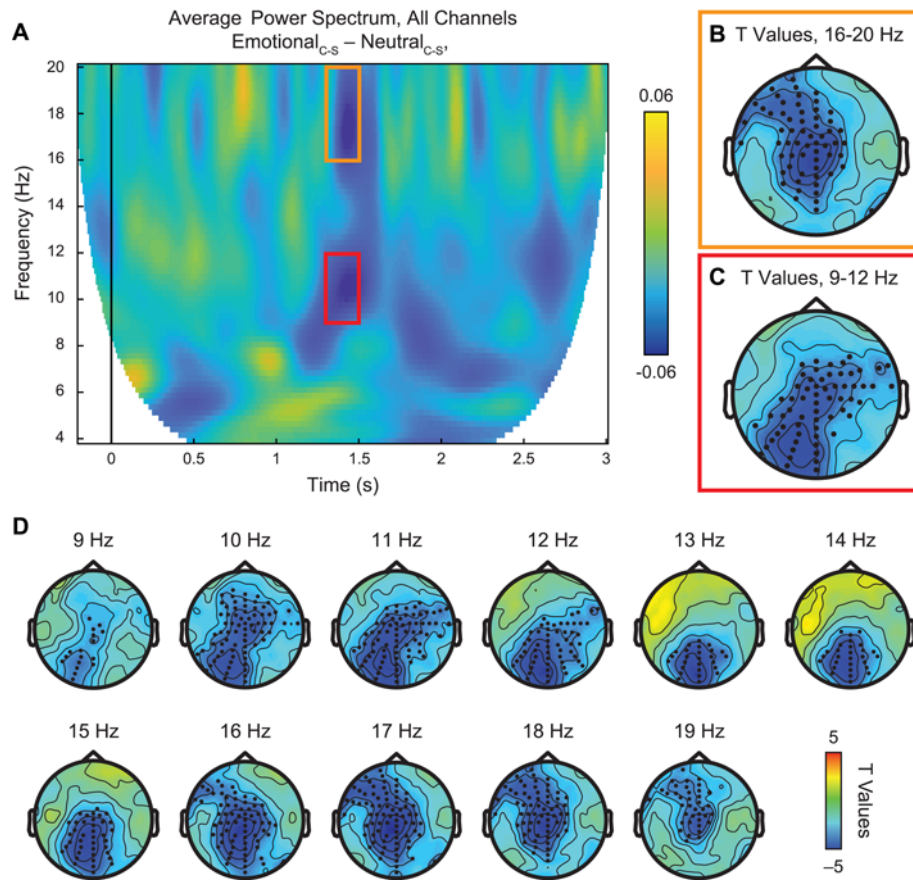 A
Average Power Spectrum, All Channels
Emotional_C-S – Neutral_C-S,
Frequency (Hz)
20
18
16
14
12
10
8
6
4
0
0.5
1
1.5
2
2.5
3
Time (s)
0.06
-0.06
B T Values, 16-20 Hz
C T Values, 9-12 Hz
D
9 Hz 10 Hz 11 Hz 12 Hz 13 Hz 14 Hz
15 Hz 16 Hz 17 Hz 18 Hz 19 Hz
5
T Values
–5